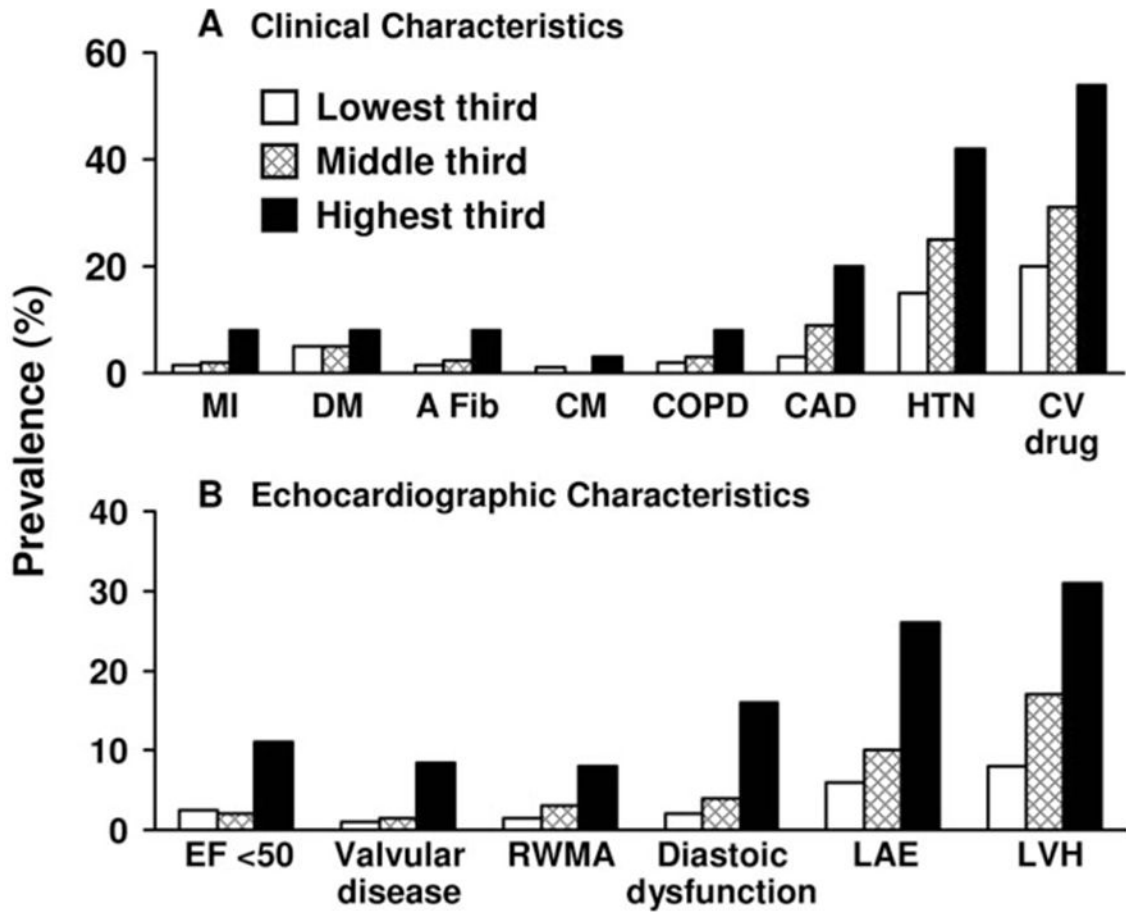 A Clinical Characteristics
60
40
20
0
Lowest third
Middle third
Highest third
MI DM A Fib CM COPD CAD HTN CV
drug
Prevalence (%)
B Echocardiographic Characteristics
40
30
20
10
0
EF <50 Valvular RWMA Diastoic LAE LVH
disease dysfunction